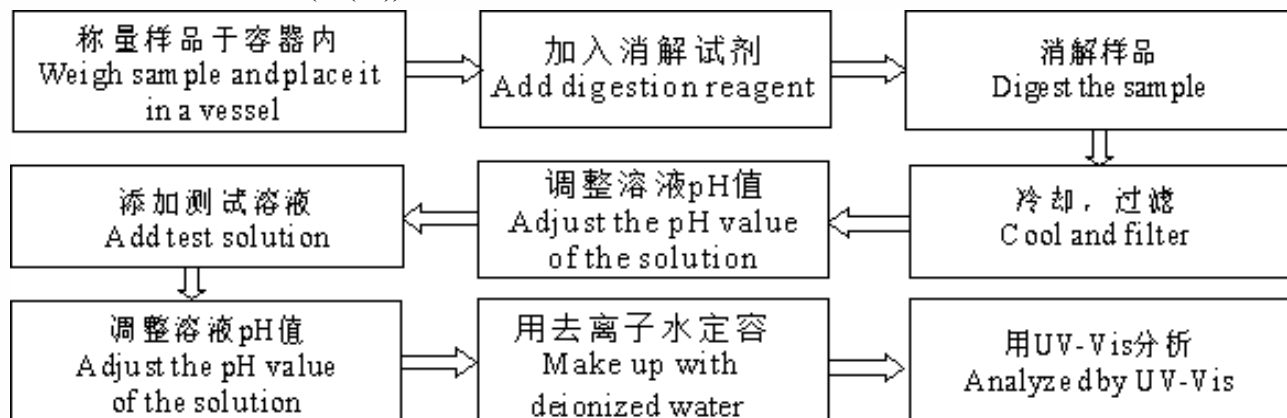 称量样品于容器内
Weigh sample and place it
in a vessel
加入消解试剂
Add digestion reagent
消解样品
Digest the sample
冷却，过滤
Cool and filter
调整溶液pH值
Adjust the pH value
of the solution
添加测试溶液
Add test solution
调整溶液pH值
Adjust the pH value
of the solution
用去离子水定容
Make up with
deionized water
用UV-Vis分析
Analyzed by UV-Vis